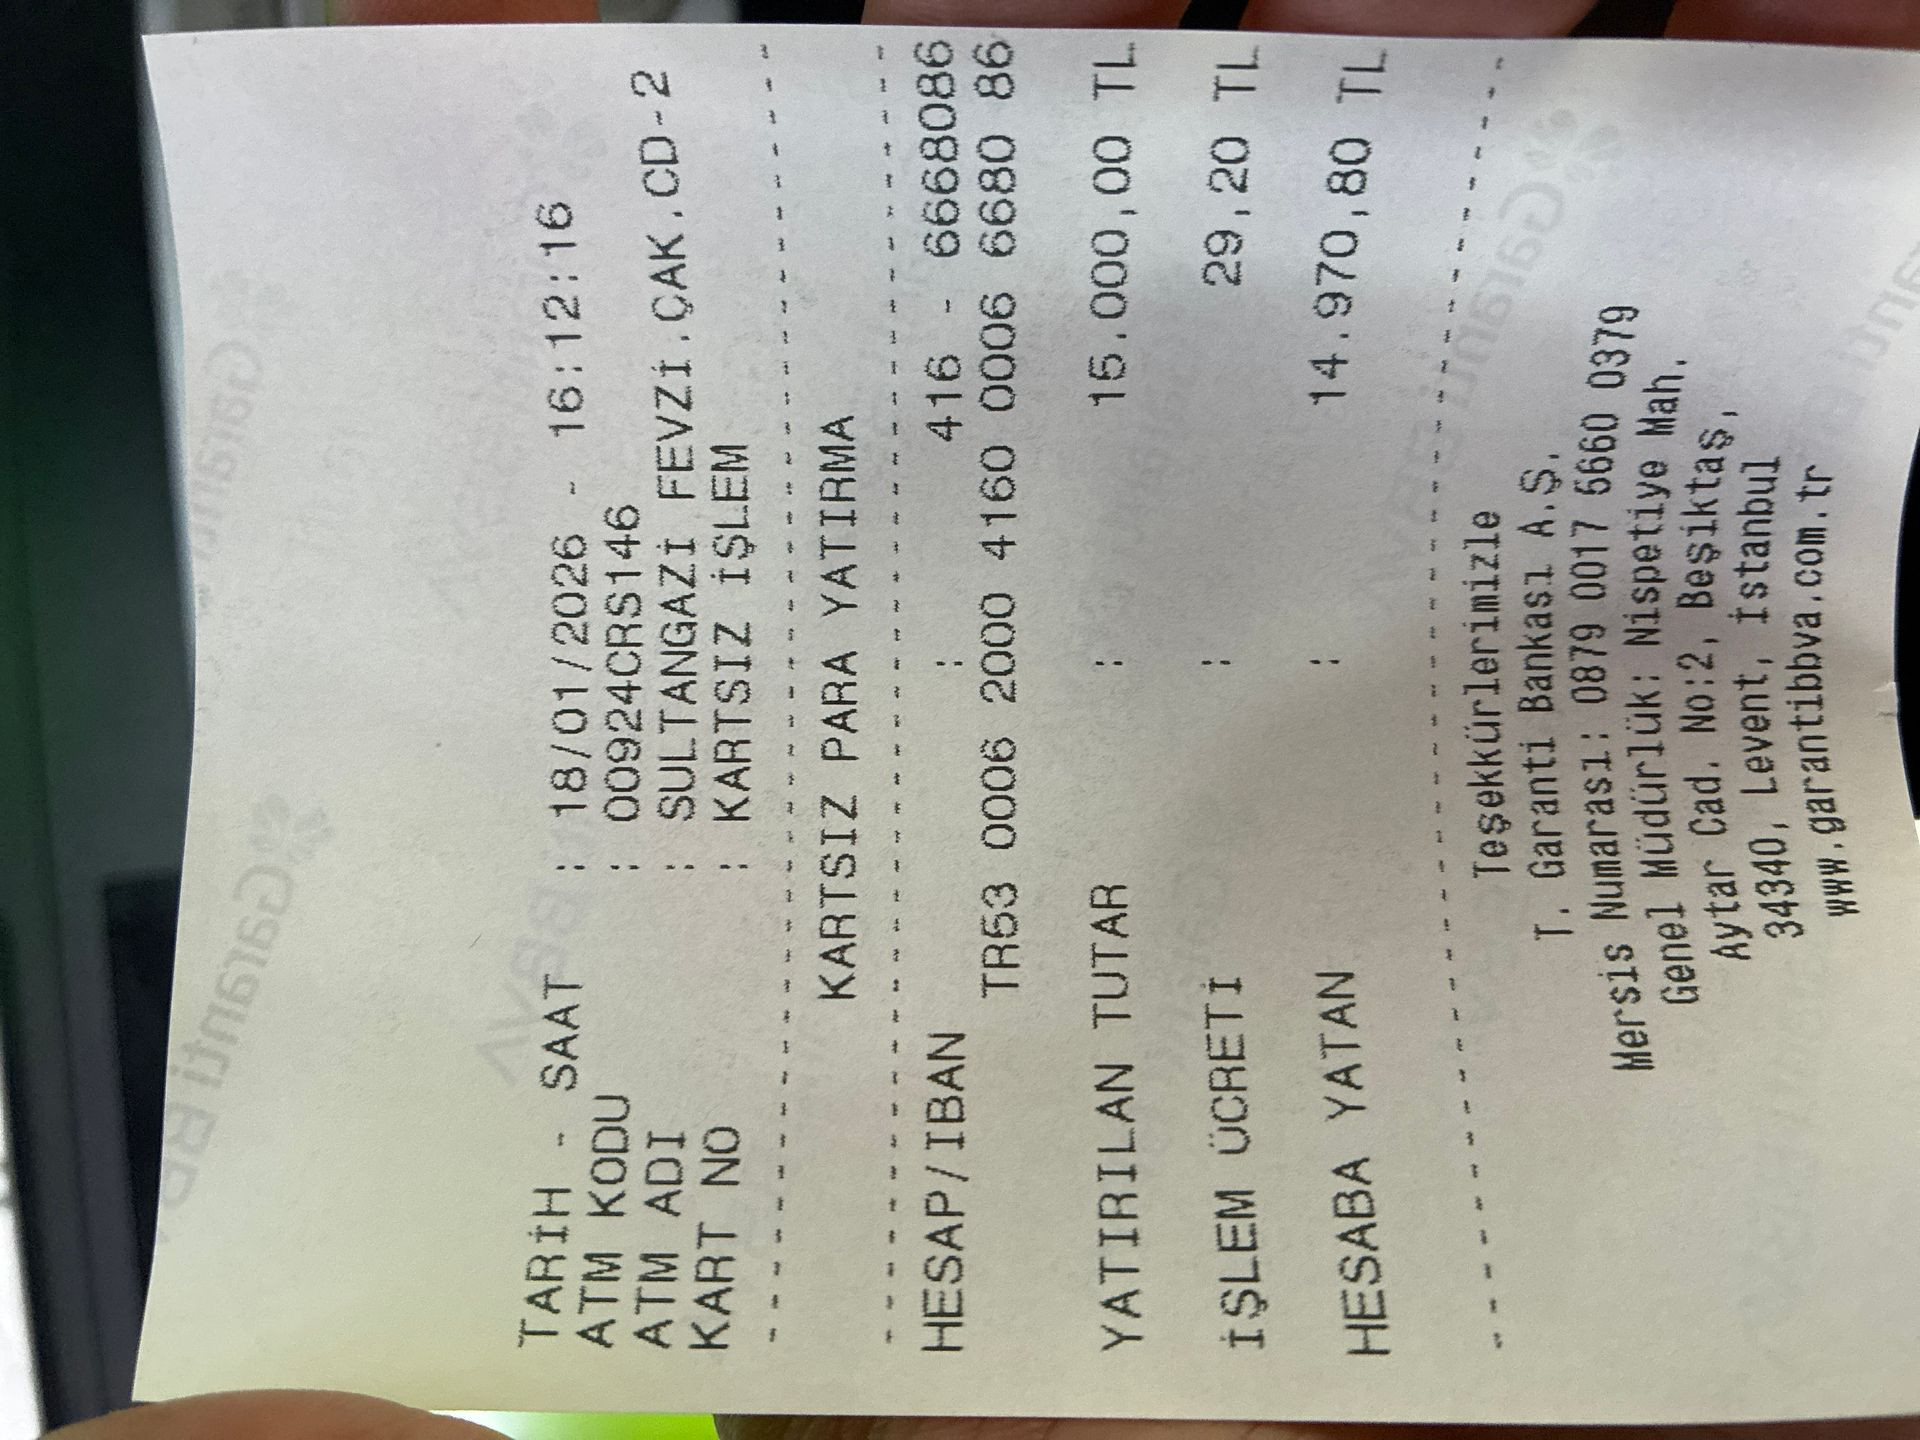 TARİH - SAAT : 18/01/2026 - 16:12:16
ATM KODU : 00924CRS146
ATM ADI : SULTANGAZİ FEVZİ.ÇAK.CD-2
KART NO : KARTSIZ İŞLEM
KARTSIZ PARA YATIRMA
HESAP/IBAN : 416 - 6668086
TR53 0006 2000 4160 0006 6680 86
YATIRILAN TUTAR : 15.000,00 TL
İŞLEM ÜCRETİ : 29,20 TL
HESABA YATAN : 14.970,80 TL
Teşekkürlerimizle
T. Garanti Bankası A.Ş.
Mersis Numarası: 0879 0017 5660 0379
Genel Müdürlük: Nispetiye Mah.
Aytar Cad. No:2, Beşiktaş,
34340, Levent, İstanbul
www.garantibbva.com.tr